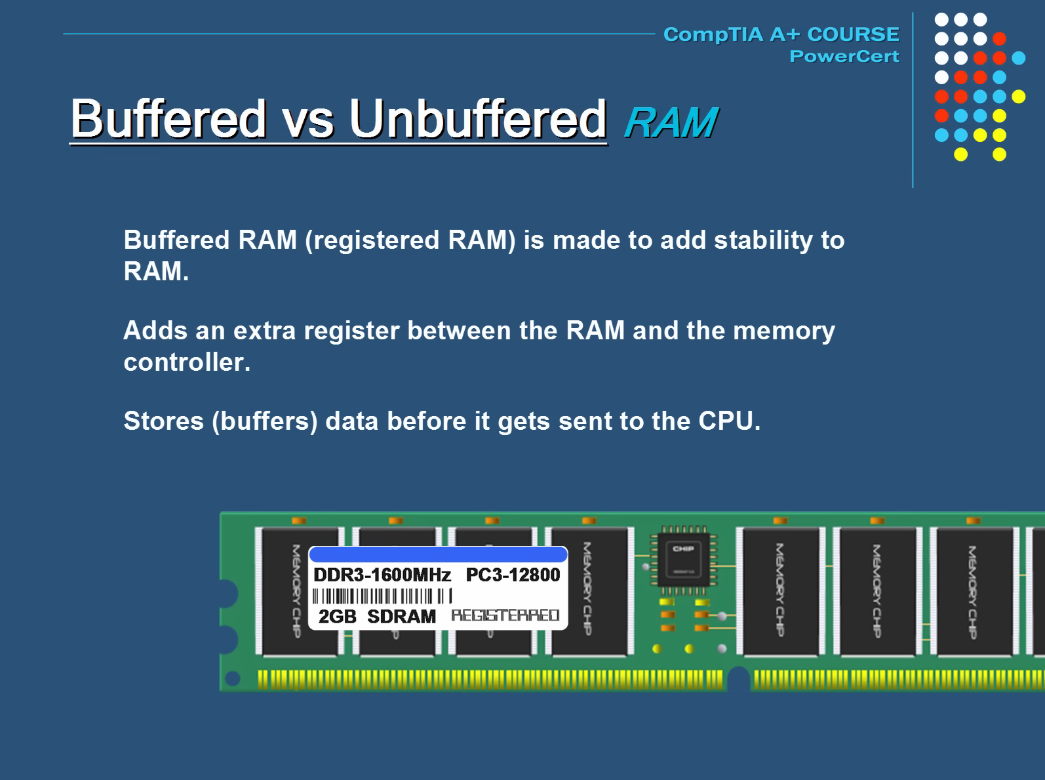 CompTIA A+ COURSE
PowerCert
Buffered vs Unbuffered RAM
Buffered RAM (registered RAM) is made to add stability to
RAM.
Adds an extra register between the RAM and the memory
controller.
Stores (buffers) data before it gets sent to the CPU.
DDR3-1600MHz PC3-12800
2GB SDRAM REGISTERRED
MEMORY CHIP
MEMORY CHIP
CHIP
MEMORY CHIP
MEMORY CHIP
MEMORY CHIP